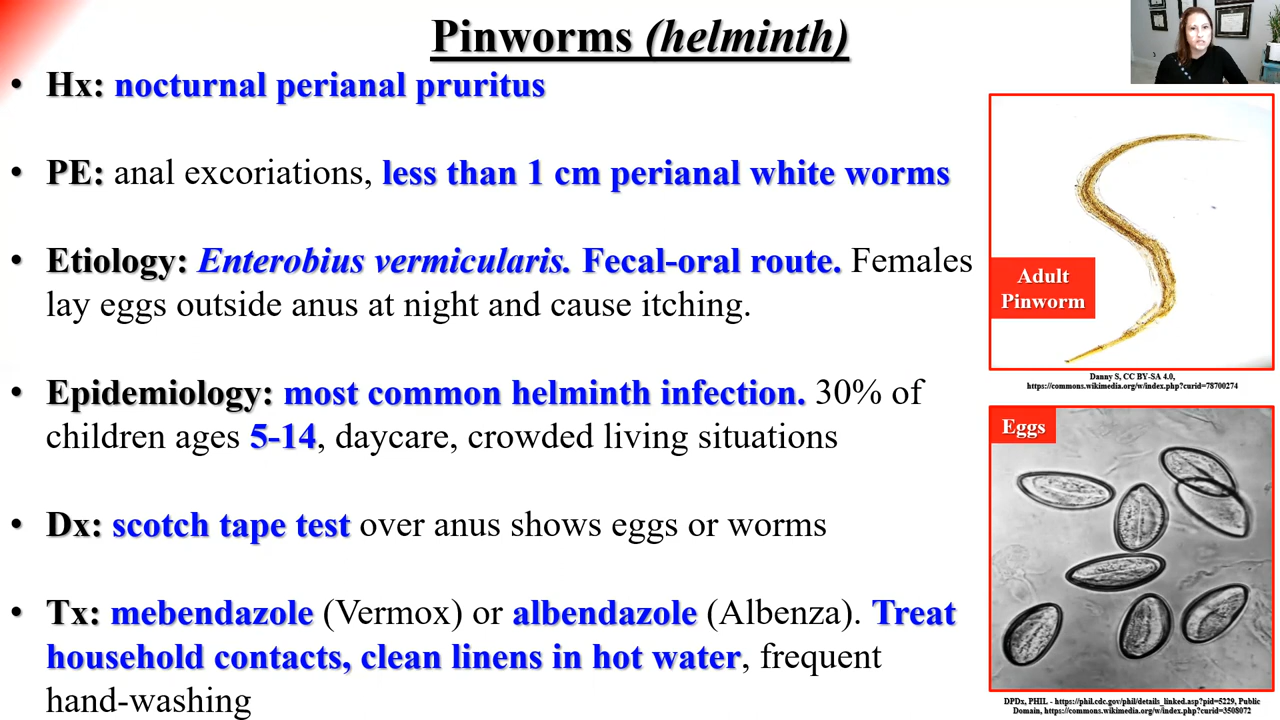 Pinworms (helminth)
• Hx: nocturnal perianal pruritus
• PE: anal excoriations, less than 1 cm perianal white worms
• Etiology: Enterobius vermicularis. Fecal-oral route. Females
lay eggs outside anus at night and cause itching.
• Epidemiology: most common helminth infection. 30% of
children ages 5-14, daycare, crowded living situations
• Dx: scotch tape test over anus shows eggs or worms
• Tx: mebendazole (Vermox) or albendazole (Albenza). Treat
household contacts, clean linens in hot water, frequent
hand-washing
Adult
Pinworm
Danny S, CC BY-SA 4.0,
https://commons.wikimedia.org/w/index.php?curid=78700274
Eggs
DPDx, PHIL - https://phil.cdc.gov/phil/details_linked.asp?pid=5229, Public
Domain, https://commons.wikimedia.org/w/index.php?curid=3508072